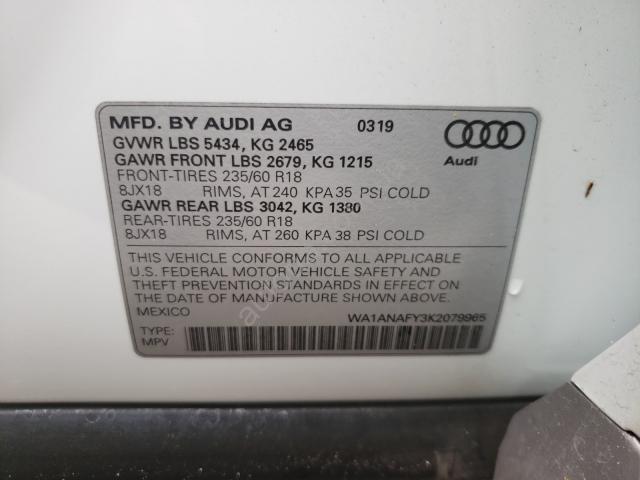 MFD. BY AUDI AG 0319
GVWR LBS 5434, KG 2465
GAWR FRONT LBS 2679, KG 1215
Audi
FRONT-TIRES 235/60 R18
8JX18 RIMS, AT 240 KPA 35 PSI COLD
GAWR REAR LBS 3042, KG 1380
REAR-TIRES 235/60 R18
8JX18 RIMS, AT 260 KPA 38 PSI COLD
THIS VEHICLE CONFORMS TO ALL APPLICABLE
U.S. FEDERAL MOTOR VEHICLE SAFETY AND
THEFT PREVENTION STANDARDS IN EFFECT ON
THE DATE OF MANUFACTURE SHOWN ABOVE.
MEXICO WA1ANAFY3K2079965
TYPE:
MPV